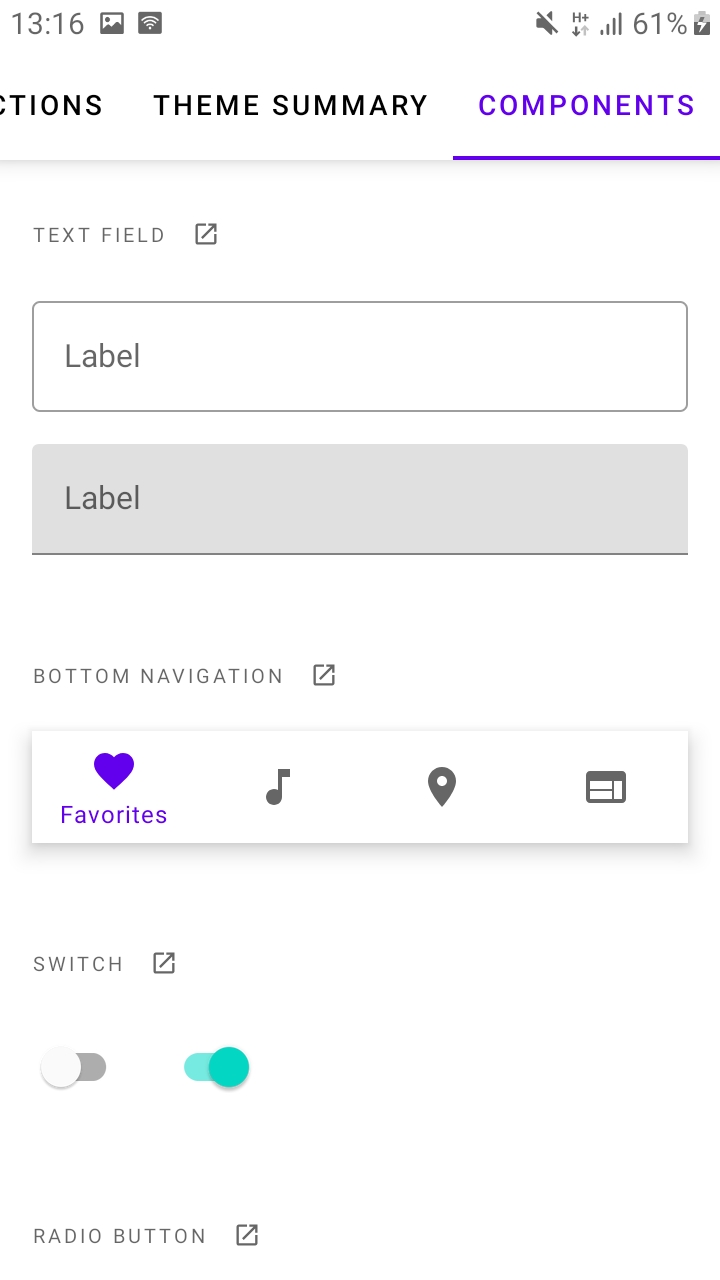 13:16 H+ 61%
CTIONS THEME SUMMARY COMPONENTS
TEXT FIELD
Label
Label
BOTTOM NAVIGATION
Favorites
SWITCH
RADIO BUTTON